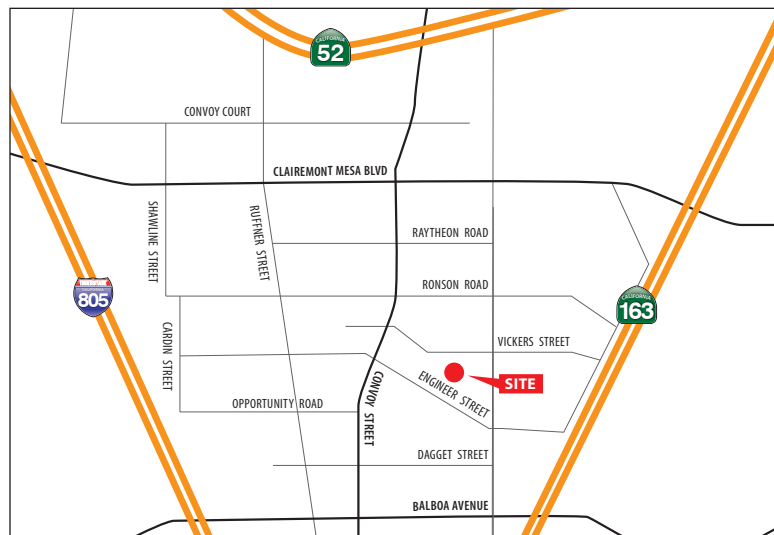 CALIFORNIA
52
CONVOY COURT
CLAIREMONT MESA BLVD
SHAWLINE STREET
RUFFNER STREET
RAYTHEON ROAD
RONSON ROAD
CALIFORNIA
805
CALIFORNIA
163
CARDIN STREET
VICKERS STREET
SITE
ENGINEER STREET
CONVOY STREET
OPPORTUNITY ROAD
DAGGET STREET
BALBOA AVENUE